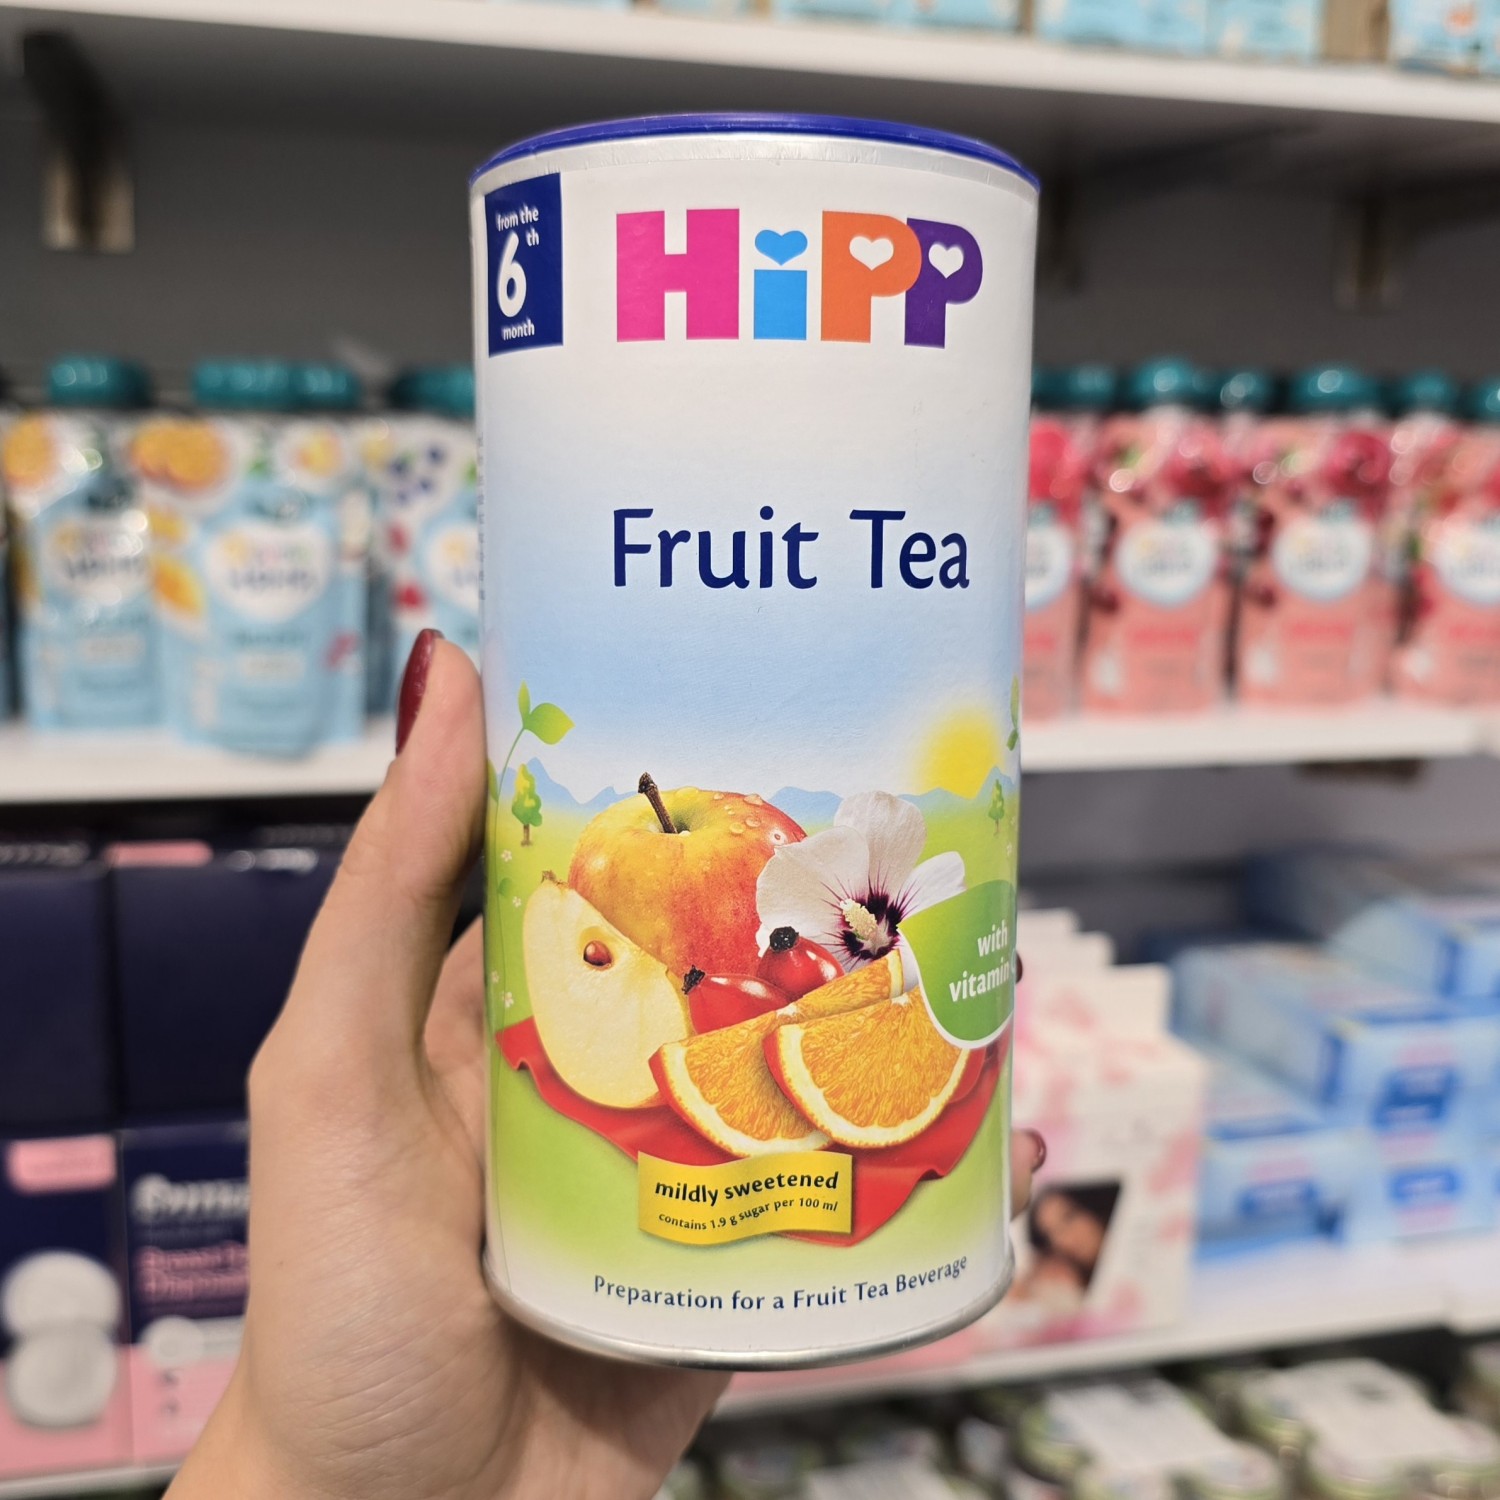 from the
6th
month
HiPP
Fruit Tea
with
vitamin
mildly sweetened
contains 1.9 g sugar per 100 ml
Preparation for a Fruit Tea Beverage